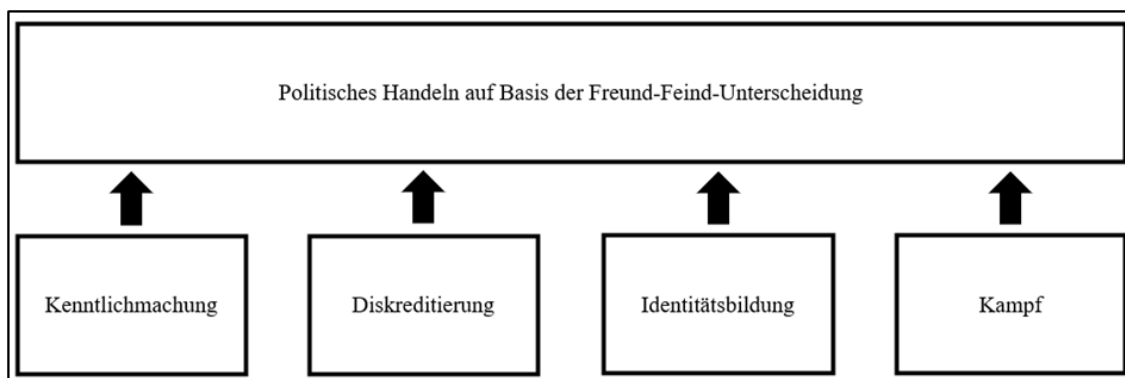 Politisches Handeln auf Basis der Freund-Feind-Unterscheidung
Kenntlichmachung
Diskreditierung
Identitätsbildung
Kampf